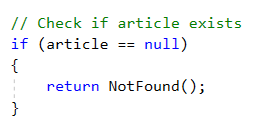 // Check if article exists
if (article == null)
{
    return NotFound();
}